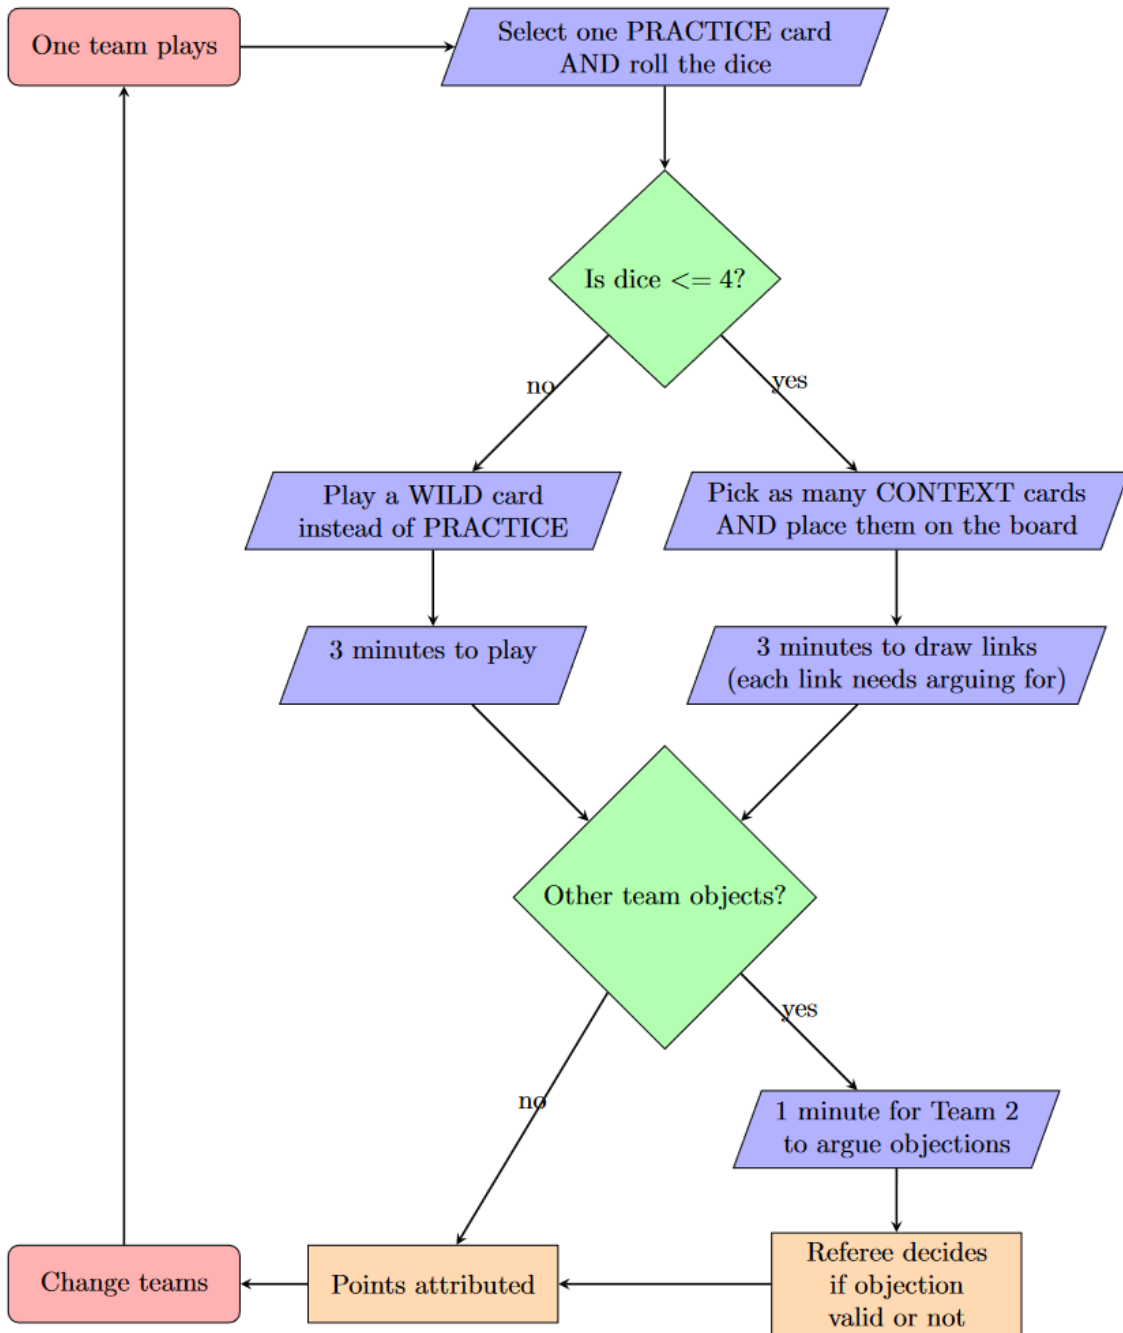 One team plays
Select one PRACTICE card
AND roll the dice
Is dice <= 4?
no
yes
Play a WILD card
instead of PRACTICE
Pick as many CONTEXT cards
AND place them on the board
3 minutes to play
3 minutes to draw links
(each link needs arguing for)
Other team objects?
yes
no
1 minute for Team 2
to argue objections
Change teams
Points attributed
Referee decides
if objection
valid or not